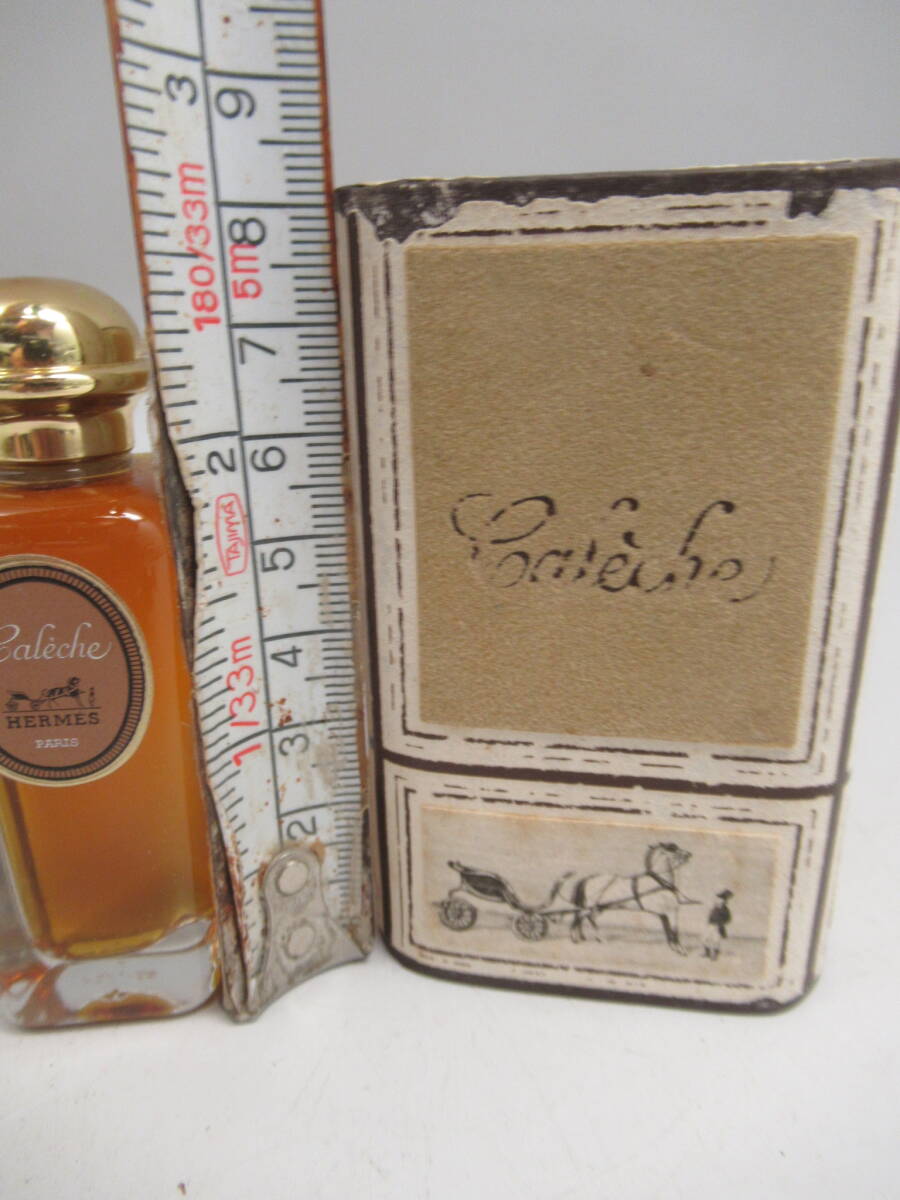 Calèche
HERMES
PARIS
3
2
1
180/33m
TAJIMA
1/33m
9
8
5m
7
6
5
4
3
2
Calèche